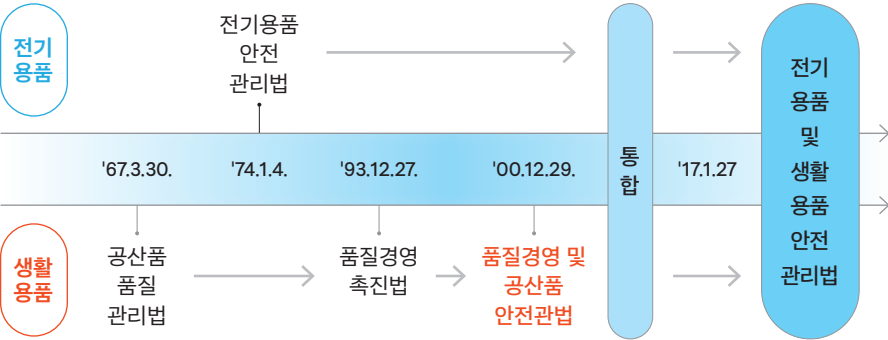 전기
용품
전기용품
안전
관리법
'67.3.30.
'74.1.4.
'93.12.27.
'00.12.29.
통
합
'17.1.27
전기
용품
및
생활
용품
안전
관리법
생활
용품
공산품
품질
관리법
품질경영
촉진법
품질경영 및
공산품
안전관법